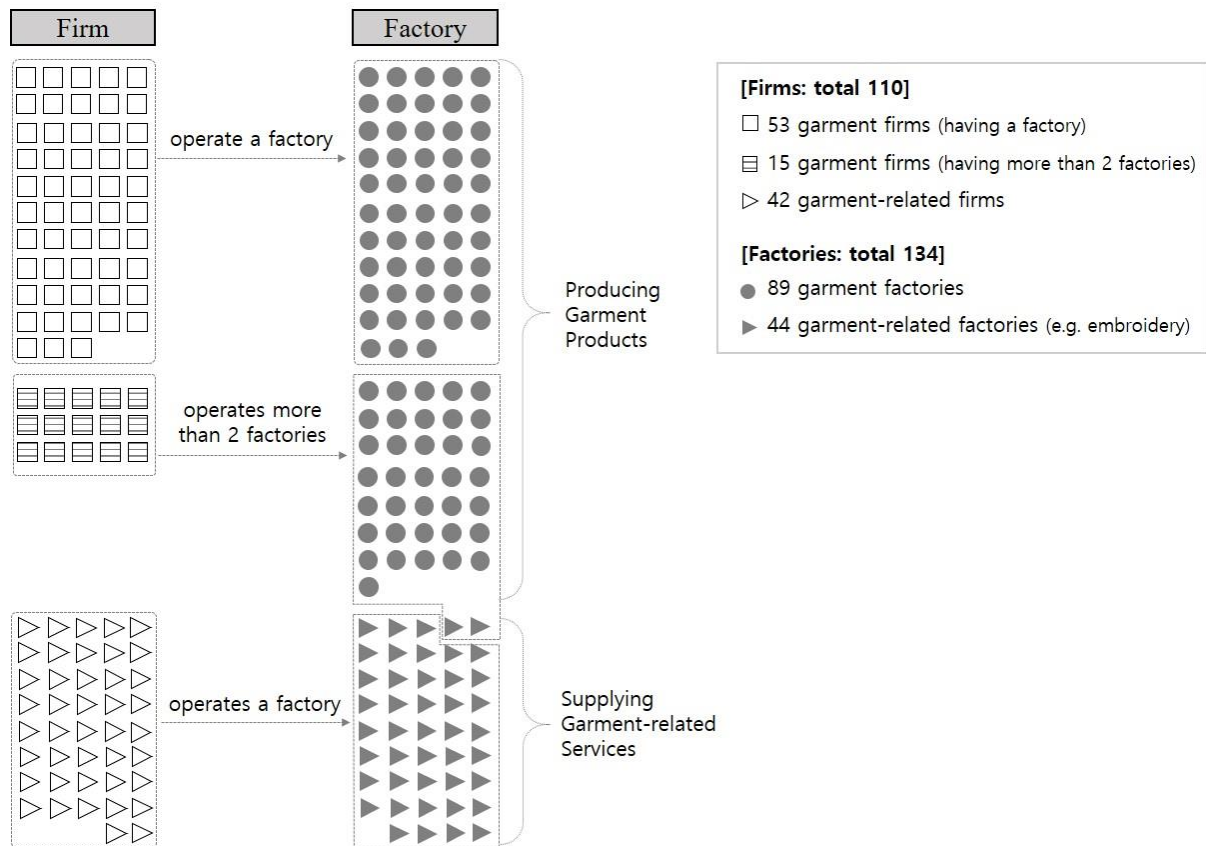 Firm
Factory
operate a factory
operates more
than 2 factories
operates a factory
Producing
Garment
Products
Supplying
Garment-related
Services
[Firms: total 110]
53 garment firms (having a factory)
15 garment firms (having more than 2 factories)
42 garment-related firms
[Factories: total 134]
89 garment factories
44 garment-related factories (e.g. embroidery)